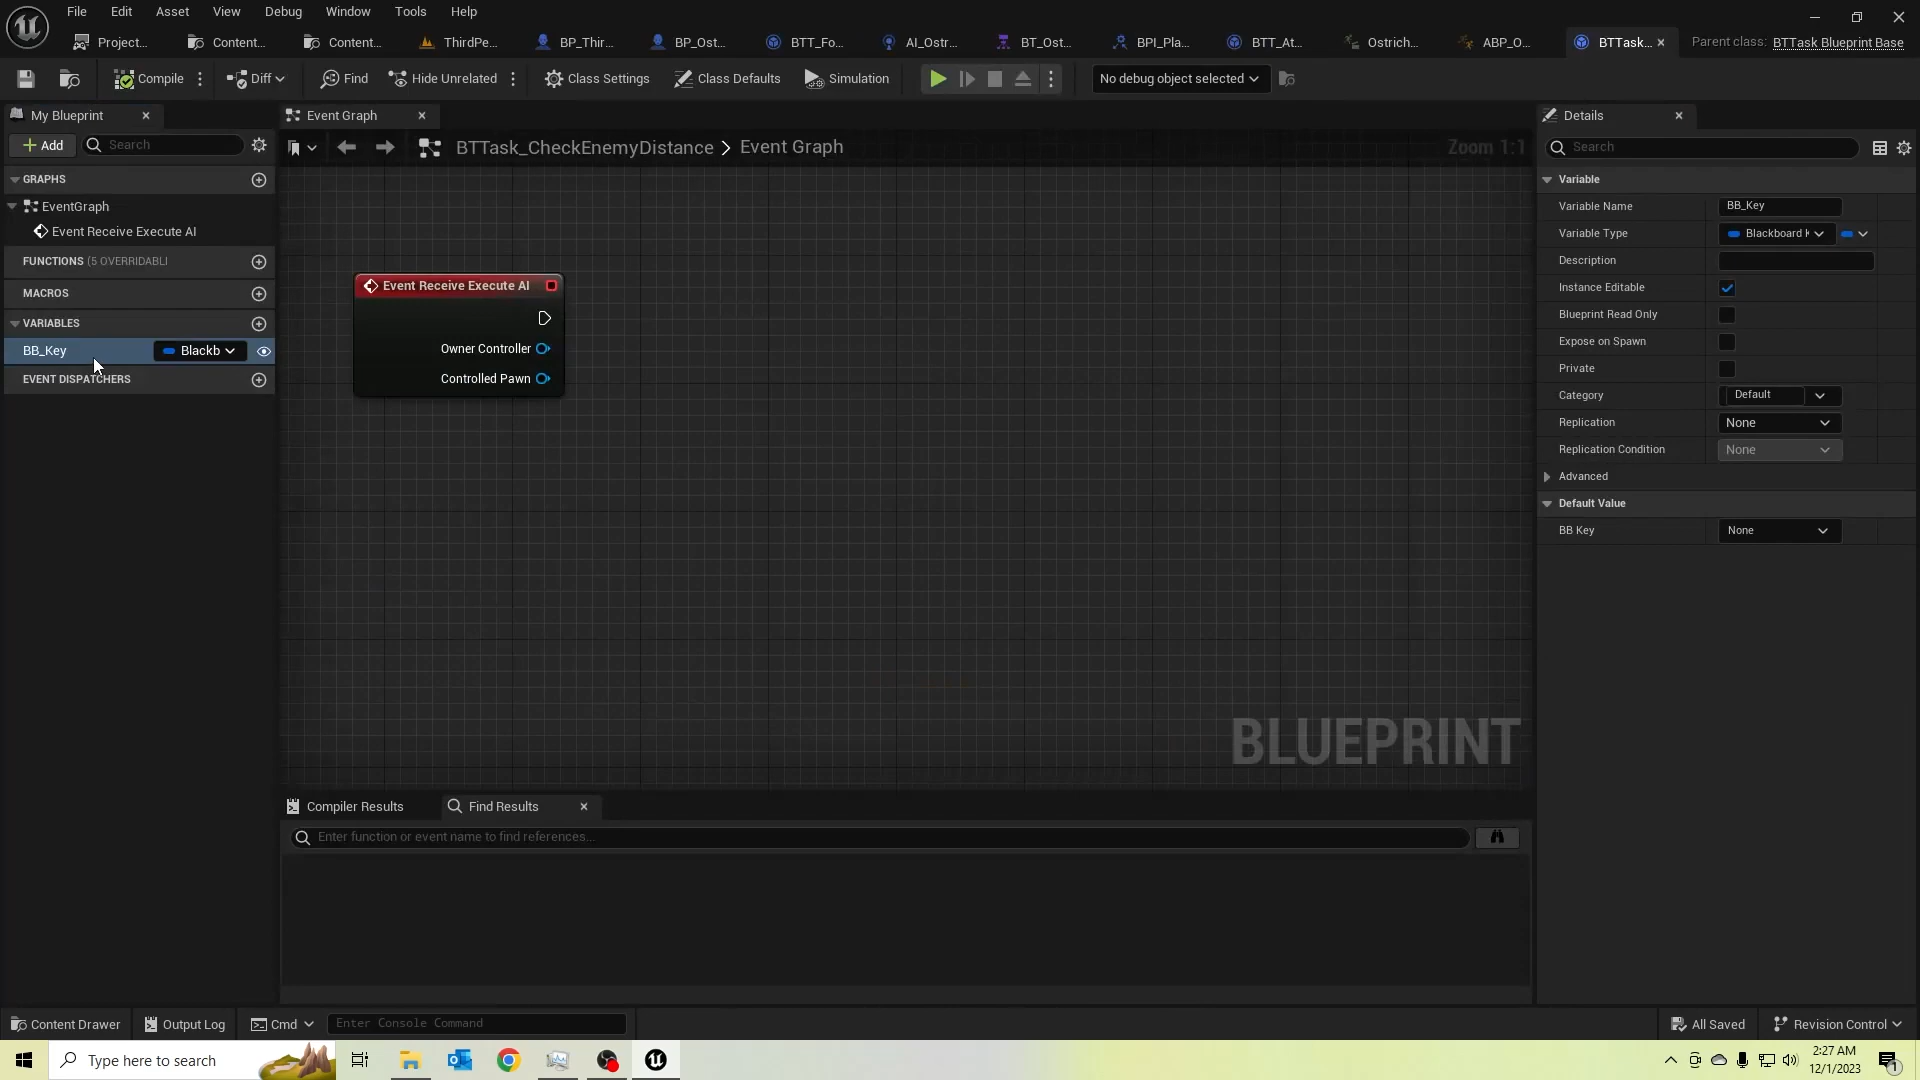 File Edit Asset View Debug Window Tools Help
Project... Content... Content... ThirdPe... BP_Thir... BP_Ost... BTT_Fo... AI_Ostr... BT_Ost... BPI_Pla... BTT_At... Ostrich... ABP_O... BTTask... Parent class: BTTask Blueprint Base
Compile Diff Find Hide Unrelated Class Settings Class Defaults Simulation No debug object selected
My Blueprint
Add Search
GRAPHS
EventGraph
Event Receive Execute AI
FUNCTIONS (5 OVERRIDABLI
MACROS
VARIABLES
BB_Key Blackb
EVENT DISPATCHERS
Event Graph
BTTask_CheckEnemyDistance > Event Graph Zoom 1:1
Event Receive Execute AI
Owner Controller
Controlled Pawn
BLUEPRINT
Compiler Results Find Results
Enter function or event name to find references...
Details
Search
Variable
Variable Name BB_Key
Variable Type Blackboard K
Description
Instance Editable
Blueprint Read Only
Expose on Spawn
Private
Category Default
Replication None
Replication Condition None
Advanced
Default Value
BB Key None
Content Drawer Output Log Cmd Enter Console Command All Saved Revision Control
Type here to search
2:27 AM
12/1/2023
1